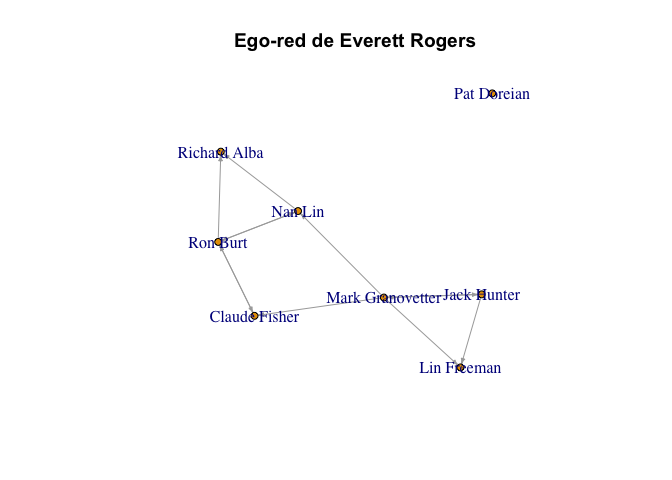 Ego-red de Everett Rogers
Pat Doreian
Richard Alba
Nan Lin
Ron Burt
Mark Granovetter
Jack Hunter
Claude Fisher
Lin Freeman